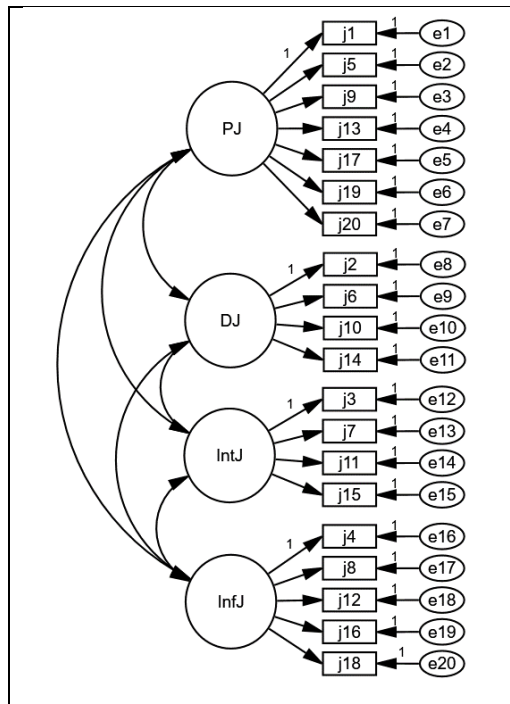 1 j1 1 e1
j5 1 e2
j9 1 e3
PJ j13 1 e4
j17 1 e5
j19 1 e6
j20 1 e7
1 j2 1 e8
j6 1 e9
DJ j10 1 e10
j14 1 e11
1 j3 1 e12
j7 1 e13
IntJ j11 1 e14
j15 1 e15
1 j4 1 e16
j8 1 e17
InfJ j12 1 e18
j16 1 e19
j18 1 e20